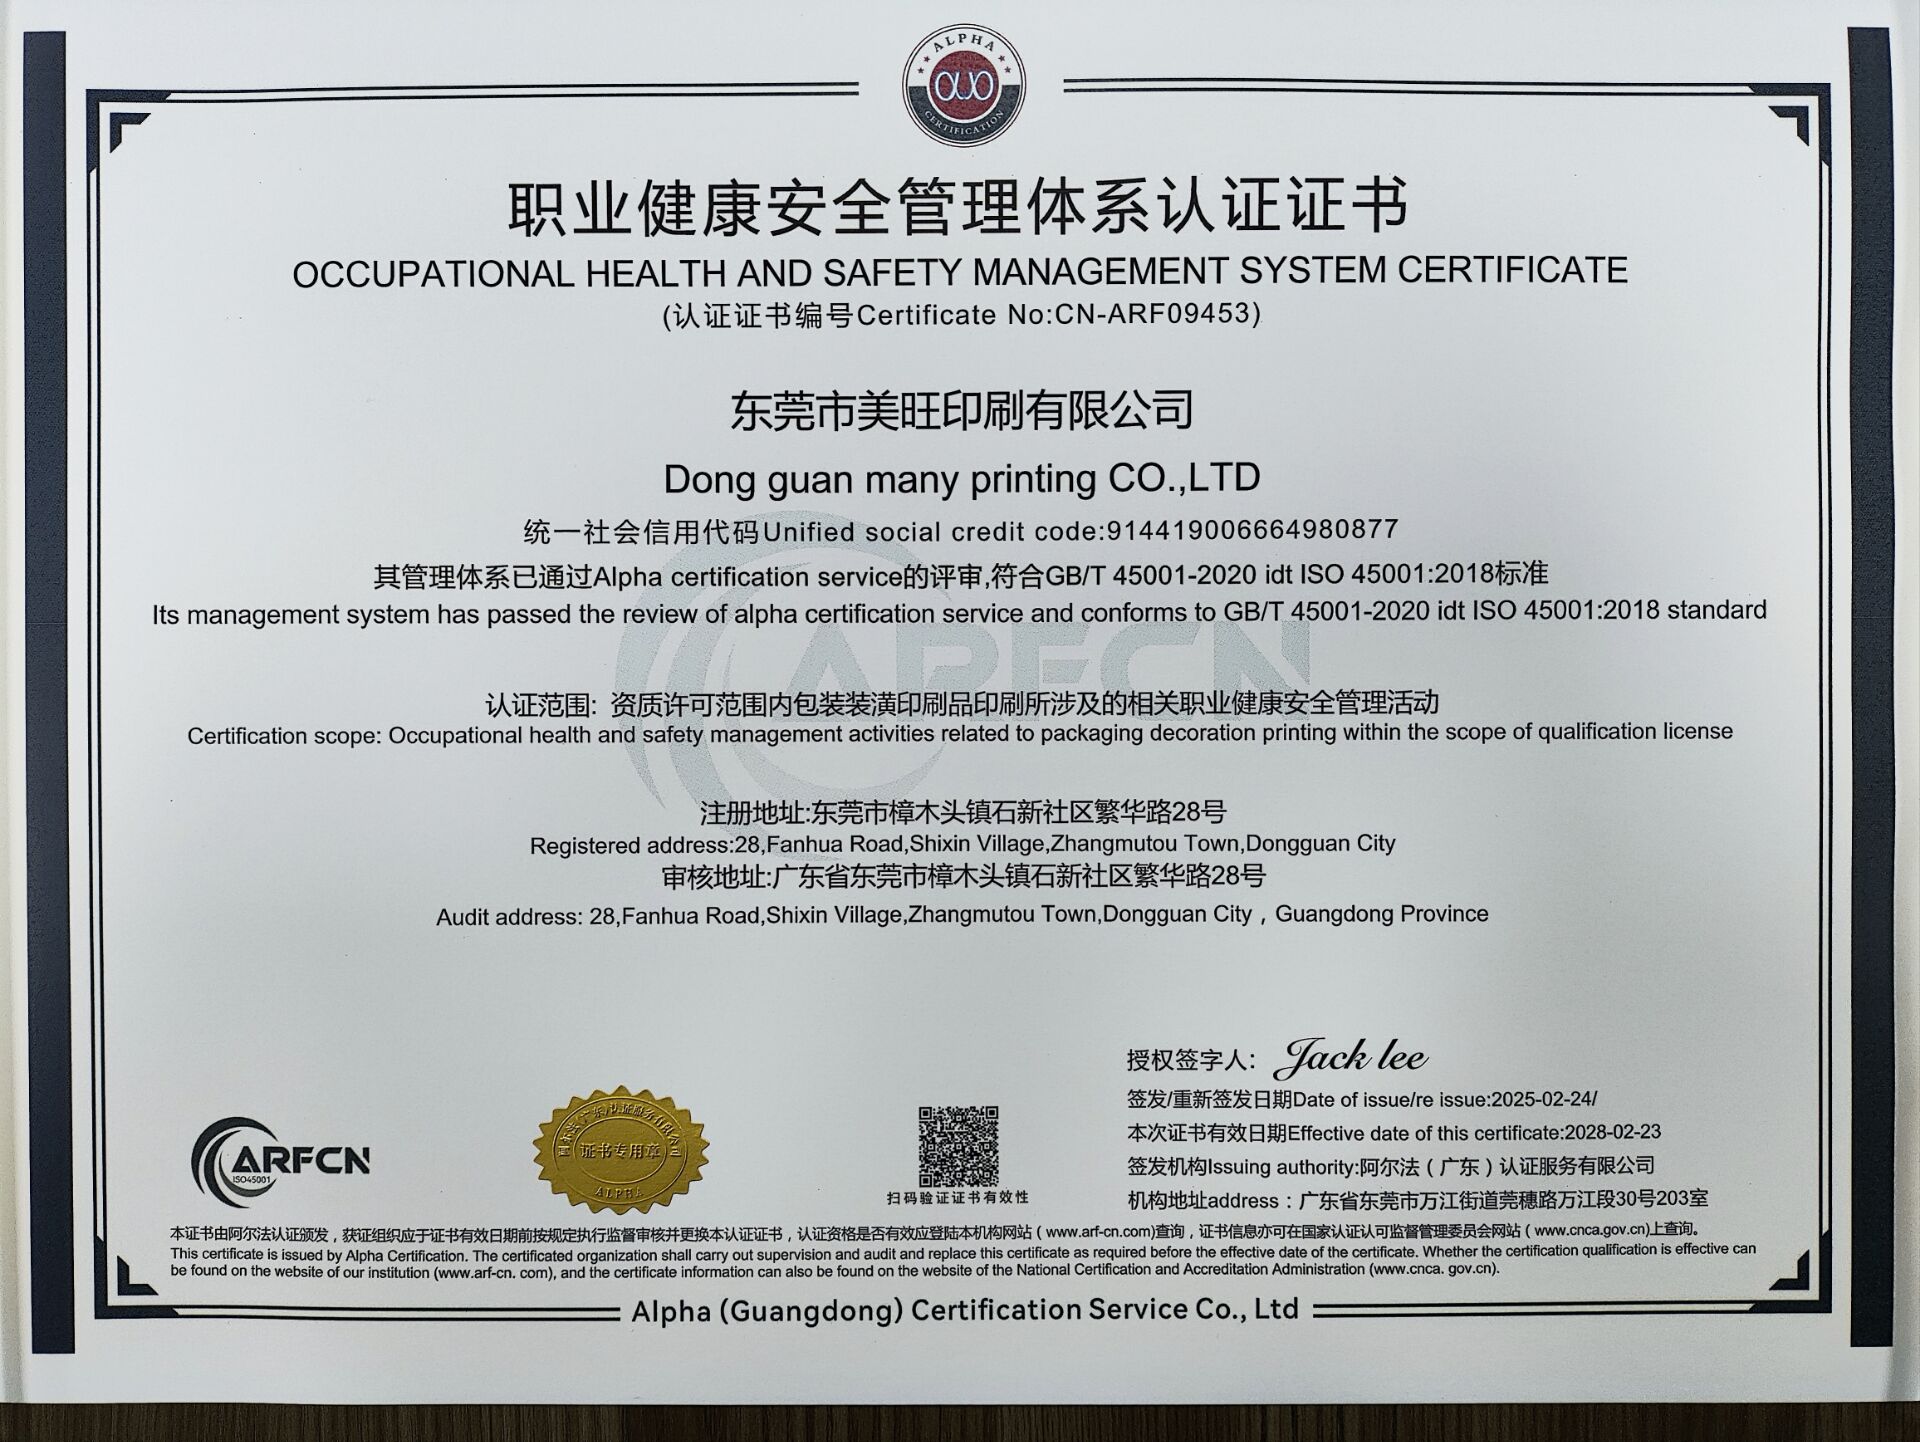 ALPHA
CERTIFICATION
职业健康安全管理体系认证证书
OCCUPATIONAL HEALTH AND SAFETY MANAGEMENT SYSTEM CERTIFICATE
(认证证书编号Certificate No:CN-ARF09453)
东莞市美旺印刷有限公司
Dong guan many printing CO.,LTD
统一社会信用代码Unified social credit code:914419006664980877
其管理体系已通过Alpha certification service的评审,符合GB/T 45001-2020 idt ISO 45001:2018标准
Its management system has passed the review of alpha certification service and conforms to GB/T 45001-2020 idt ISO 45001:2018 standard
ARFCN
认证范围: 资质许可范围内包装装潢印刷品印刷所涉及的相关职业健康安全管理活动
Certification scope: Occupational health and safety management activities related to packaging decoration printing within the scope of qualification license
注册地址:东莞市樟木头镇石新社区繁华路28号
Registered address:28,Fanhua Road,Shixin Village,Zhangmutou Town,Dongguan City
审核地址:广东省东莞市樟木头镇石新社区繁华路28号
Audit address: 28,Fanhua Road,Shixin Village,Zhangmutou Town,Dongguan City，Guangdong Province
授权签字人: Jack lee
签发/重新签发日期Date of issue/re issue:2025-02-24/
本次证书有效日期Effective date of this certificate:2028-02-23
签发机构Issuing authority:阿尔法（广东）认证服务有限公司
机构地址address：广东省东莞市万江街道莞穗路万江段30号203室
ARFCN
ISO45001
阿尔法(广东)认证服务有限公司
证书专用章
ALPHA
扫码验证证书有效性
本证书由阿尔法认证颁发，获证组织应于证书有效日期前按规定执行监督审核并更换本认证证书，认证资格是否有效应登陆本机构网站（www.arf-cn.com)查询，证书信息亦可在国家认证认可监督管理委员会网站（www.cnca.gov.cn)上查询。
This certificate is issued by Alpha Certification. The certificated organization shall carry out supervision and audit and replace this certificate as required before the effective date of the certificate. Whether the certification qualification is effective can
be found on the website of our institution (www.arf-cn. com), and the certificate information can also be found on the website of the National Certification and Accreditation Administration (www.cnca. gov.cn).
Alpha (Guangdong) Certification Service Co., Ltd